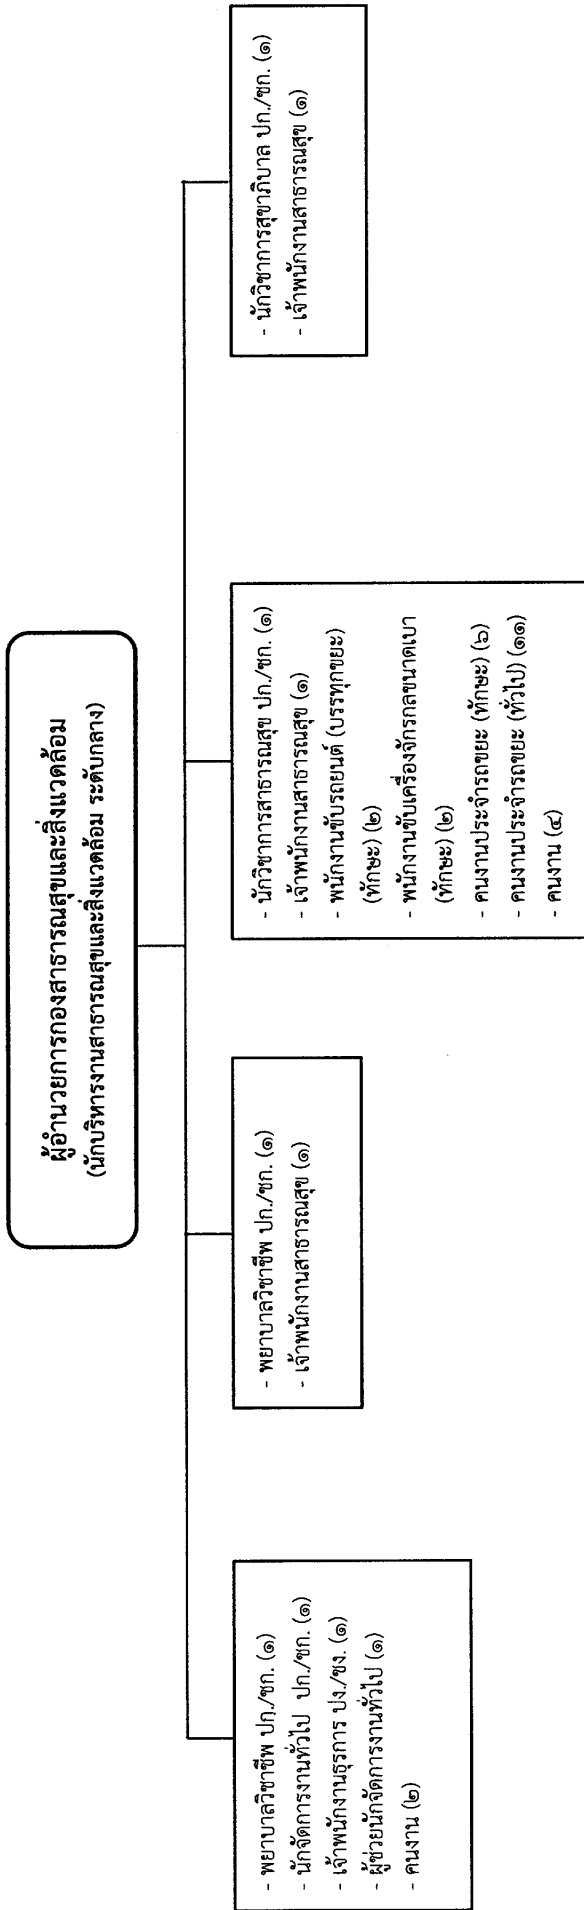 ผู้อำนวยการกองสาธารณสุขและสิ่งแวดล้อม
(นักบริหารงานสาธารณสุขและสิ่งแวดล้อม ระดับกลาง)
- พยาบาลวิชาชีพ ปก./ชก. (๑)
- นักจัดการงานทั่วไป ปก./ชก. (๑)
- เจ้าพนักงานธุรการ ปง./ชง. (๑)
- ผู้ช่วยนักจัดการงานทั่วไป (๑)
- คนงาน (๒)
- พยาบาลวิชาชีพ ปก./ชก. (๑)
- เจ้าพนักงานสาธารณสุข (๑)
- นักวิชาการสาธารณสุข ปก./ชก. (๑)
- เจ้าพนักงานสาธารณสุข (๑)
- พนักงานขับรถยนต์ (บรรทุกขยะ)
(ทักษะ) (๒)
- พนักงานขับเครื่องจักรกลขนาดเบา
(ทักษะ) (๒)
- คนงานประจำรถขยะ (ทักษะ) (๖)
- คนงานประจำรถขยะ (ทั่วไป) (๑๑)
- คนงาน (๔)
- นักวิชาการสุขาภิบาล ปก./ชก. (๑)
- เจ้าพนักงานสาธารณสุข (๑)